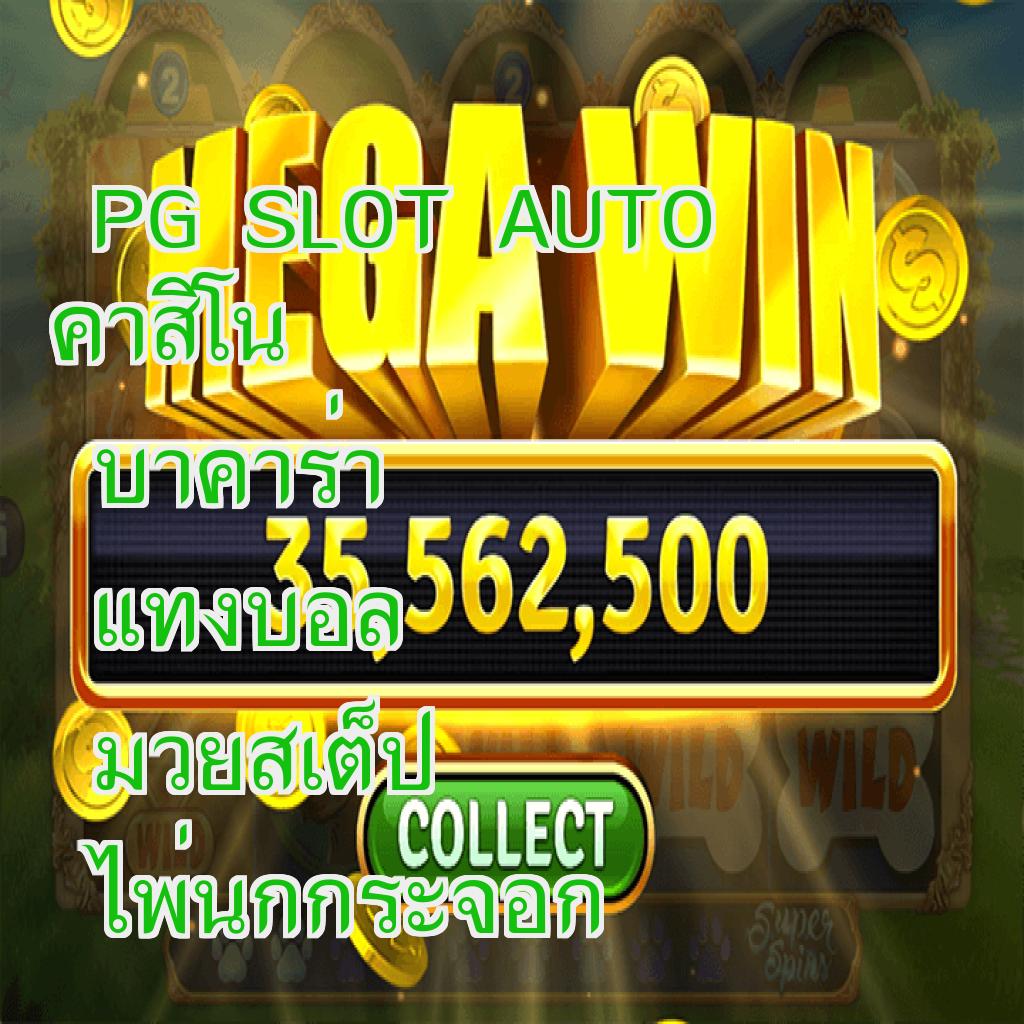 2
2
MEGA WIN
PG SLOT AUTO
คาสิโน
บาคาร่า
35,562,500
แทงบอล
มวยสเต็ป
WILD
WILD
WILD
COLLECT
ไพ่นกกระจอก
Super
Spins